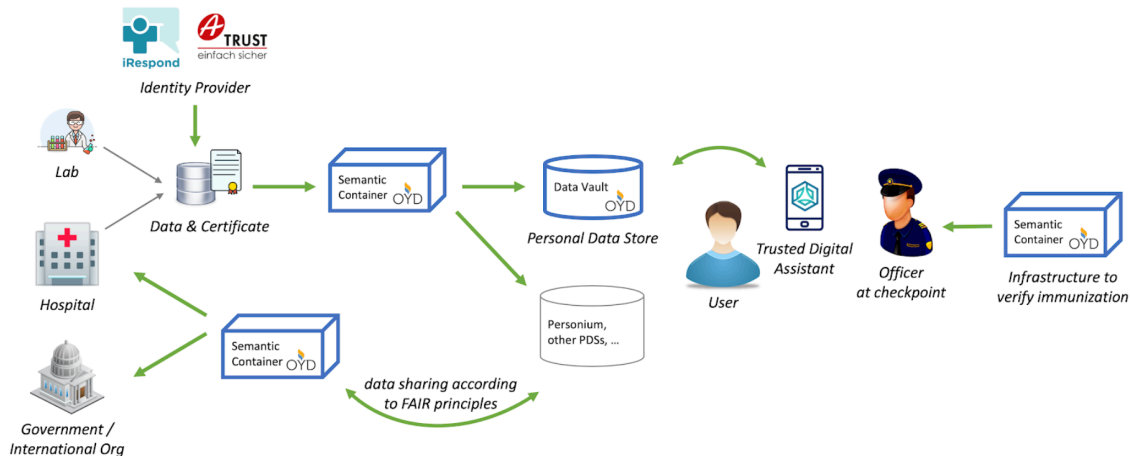 iRespond
A
TRUST
einfach sicher
Identity Provider
Lab
Data & Certificate
Semantic
Container
OYD
Data Vault
OYD
Personal Data Store
Trusted Digital
Assistant
User
Officer
at checkpoint
Semantic
Container
OYD
Infrastructure to
verify immunization
Hospital
Semantic
Container
OYD
Personium,
other PDSs, ...
data sharing according
to FAIR principles
Government /
International Org